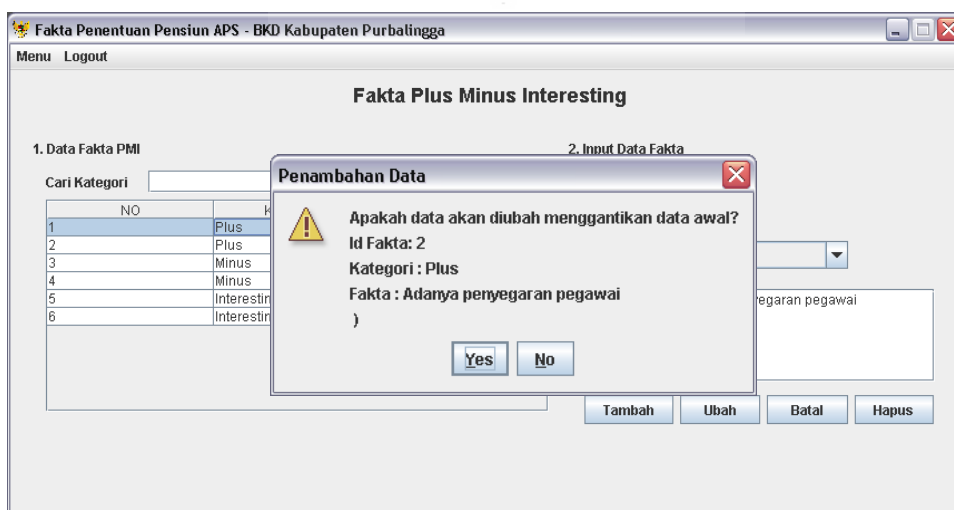 Fakta Penentuan Pensiun APS - BKD Kabupaten Purbalingga
Menu Logout
Fakta Plus Minus Interesting
1. Data Fakta PMI
2. Input Data Fakta
Cari Kategori
NO
1 Plus
2 Plus
3 Minus
4 Minus
5
6
Penambahan Data
Apakah data akan diubah menggantikan data awal?
Id Fakta: 2
Kategori : Plus
Fakta : Adanya penyegaran pegawai
)
Yes No
pegawai
Tambah Ubah Batal Hapus